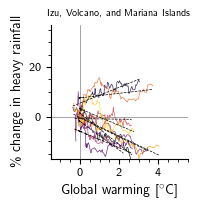 Izu, Volcano, and Mariana Islands
% change in heavy rainfall
20
0
0
2
4
Global warming [°C]